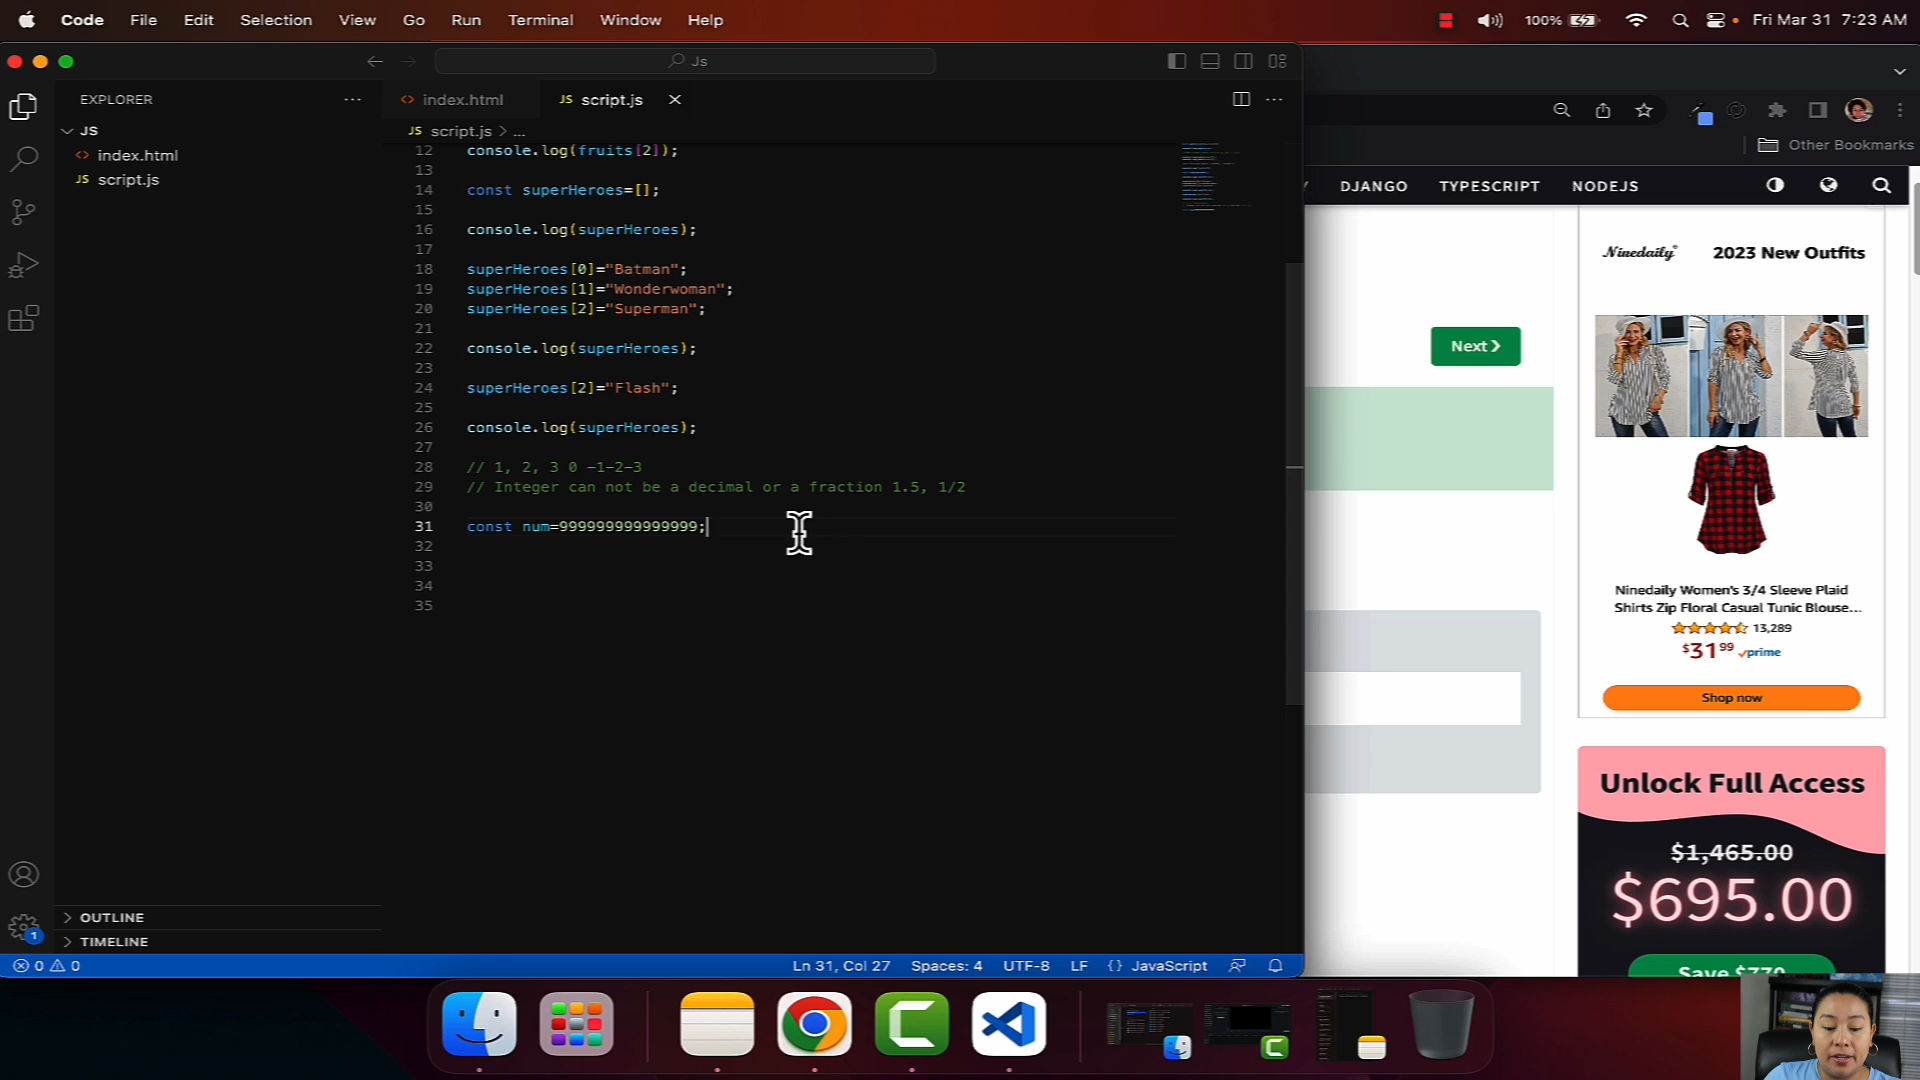 Code File Edit Selection View Go Run Terminal Window Help
100% Fri Mar 31 7:23 AM
Js
EXPLORER
JS
index.html
script.js
OUTLINE
TIMELINE
index.html
JS script.js
JS script.js > ...
12 console.log(fruits[2]);
13
14 const superHeroes=[];
15
16 console.log(superHeroes);
17
18 superHeroes[0]="Batman";
19 superHeroes[1]="Wonderwoman";
20 superHeroes[2]="Superman";
21
22 console.log(superHeroes);
23
24 superHeroes[2]="Flash";
25
26 console.log(superHeroes);
27
28 // 1, 2, 3 0 -1-2-3
29 // Integer can not be a decimal or a fraction 1.5, 1/2
30
31 const num=999999999999999;
32
33
34
35
1
0 0
Ln 31, Col 27 Spaces: 4 UTF-8 LF {} JavaScript
Other Bookmarks
DJANGO TYPESCRIPT NODEJS
Next ❯
Ninedaily 2023 New Outfits
Ninedaily Women's 3/4 Sleeve Plaid
Shirts Zip Floral Casual Tunic Blouse...
13,289
$31.99 prime
Shop now
Unlock Full Access
$1,465.00
$695.00
Save $770